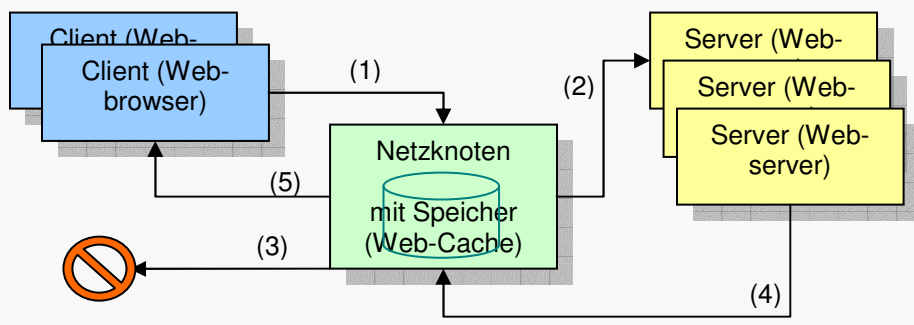 Client (Web-
Client (Web-
browser)
(1)
(2)
Server (Web-
Server (Web-
Server (Web-
server)
Netzknoten
mit Speicher
(Web-Cache)
(5)
(3)
(4)